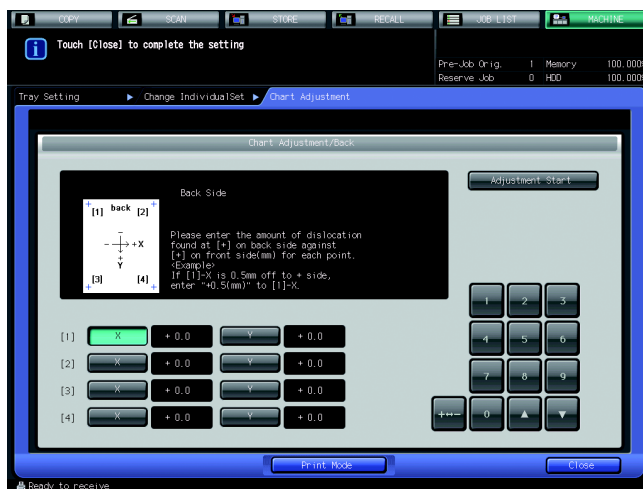 COPY SCAN STORE RECALL JOB LIST MACHINE
Touch [Close] to complete the setting
Pre-Job Orig. 1 Memory 100.000
Reserve Job 0 HDD 100.000
Tray Setting ▶ Change IndividualSet ▶ Chart Adjustment
Chart Adjustment/Back
Adjustment Start
Back Side
[1] back [2]
- + X
-
+
Y
[3] [4]
Please enter the amount of dislocation
found at [+] on back side against
[+] on front side(mm) for each point.
<Example>
If [1]-X is 0.5mm off to + side,
enter "+0.5(mm)" to [1]-X.
1 2 3
4 5 6
7 8 9
+↔- 0 ▲ ▼
[1] X + 0.0 Y + 0.0
[2] X + 0.0 Y + 0.0
[3] X + 0.0 Y + 0.0
[4] X + 0.0 Y + 0.0
Print Mode
Close
Ready to receive